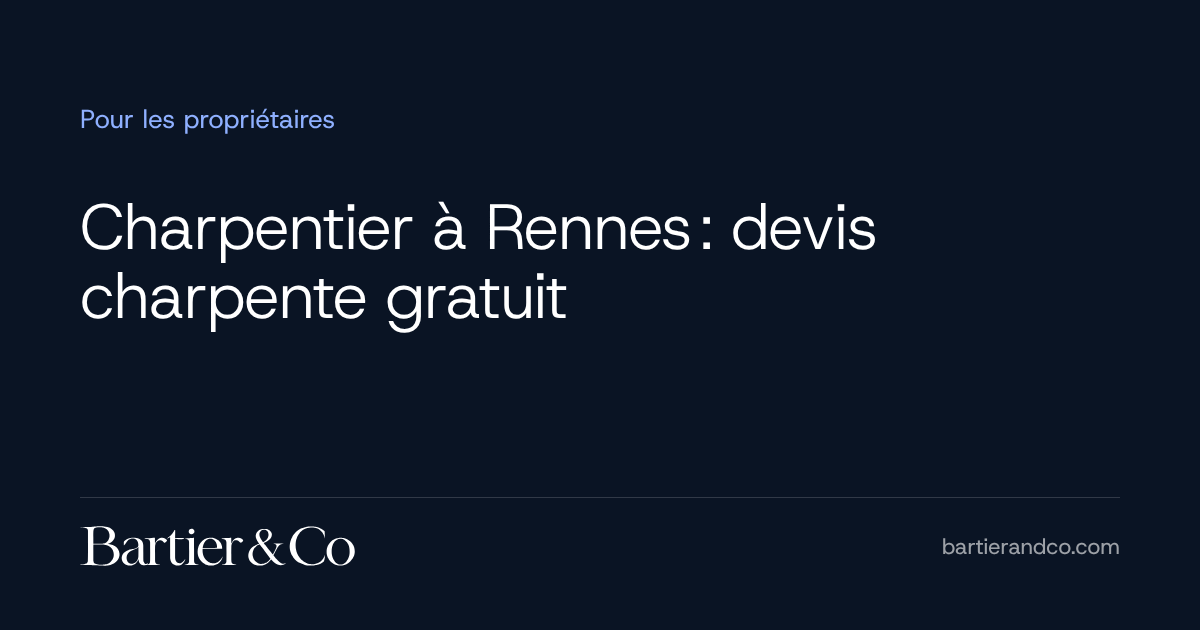 Pour les propriétaires
Charpentier à Rennes : devis
charpente gratuit
Bartier & Co
bartierandco.com